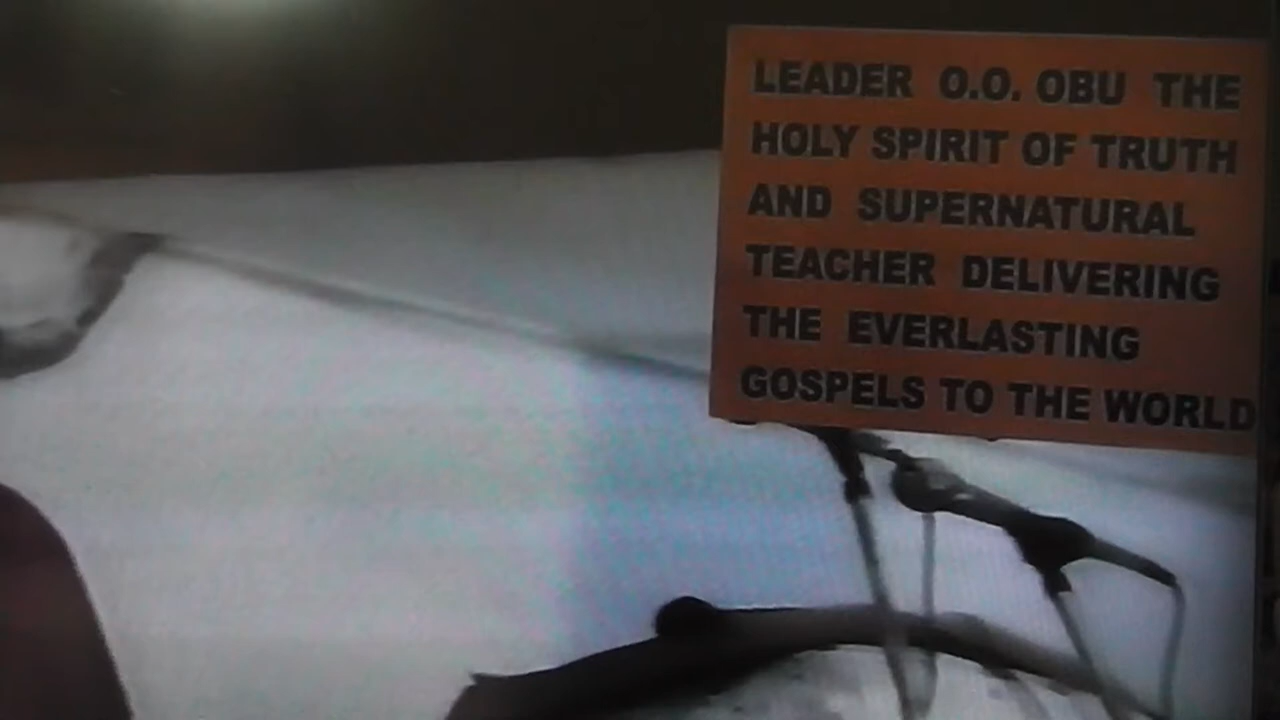 LEADER O.O. OBU THE
HOLY SPIRIT OF TRUTH
AND SUPERNATURAL
TEACHER DELIVERING
THE EVERLASTING
GOSPELS TO THE WORLD